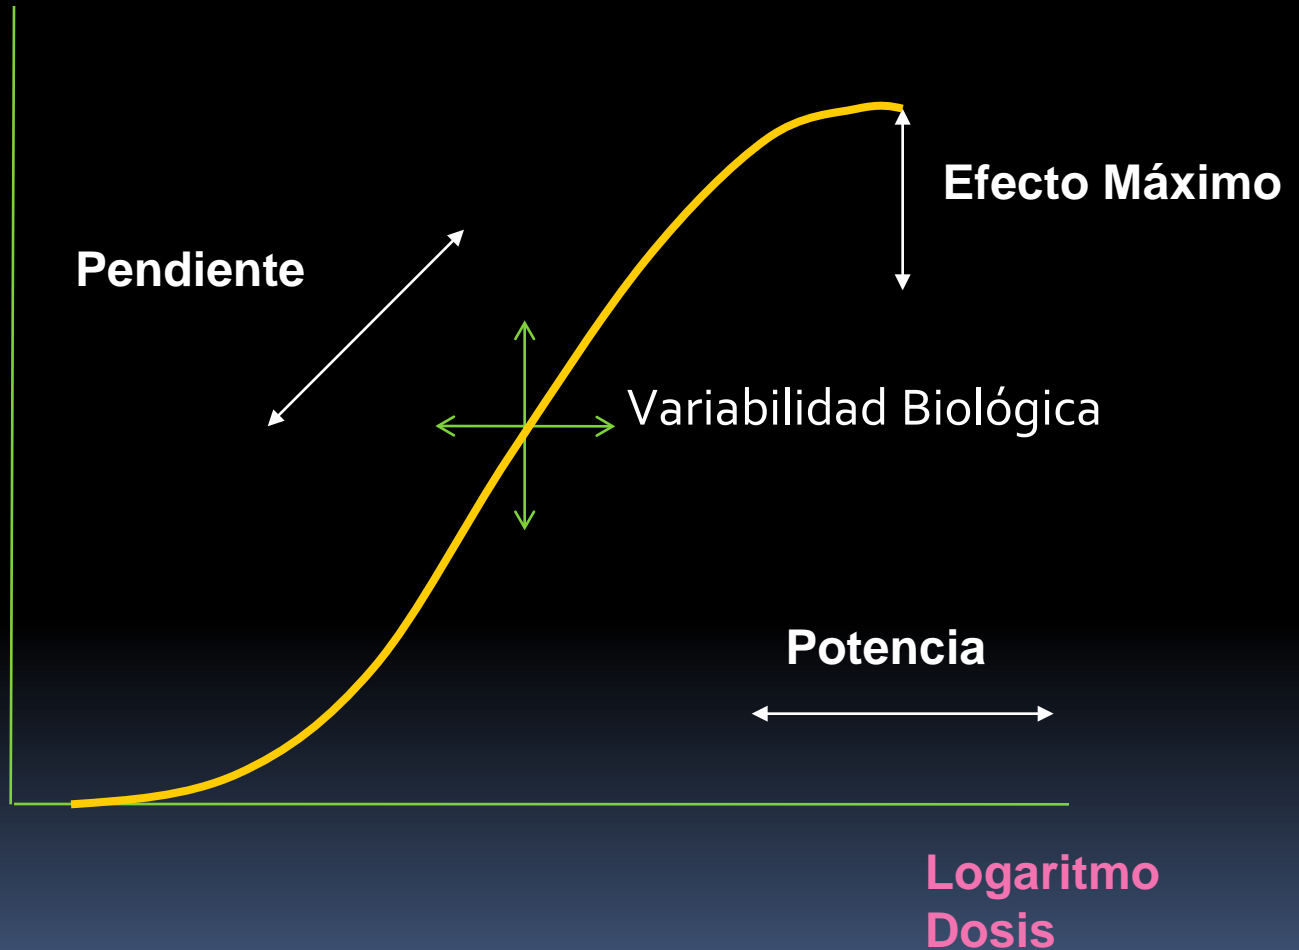 Efecto Máximo
Pendiente
Variabilidad Biológica
Potencia
Logaritmo
Dosis